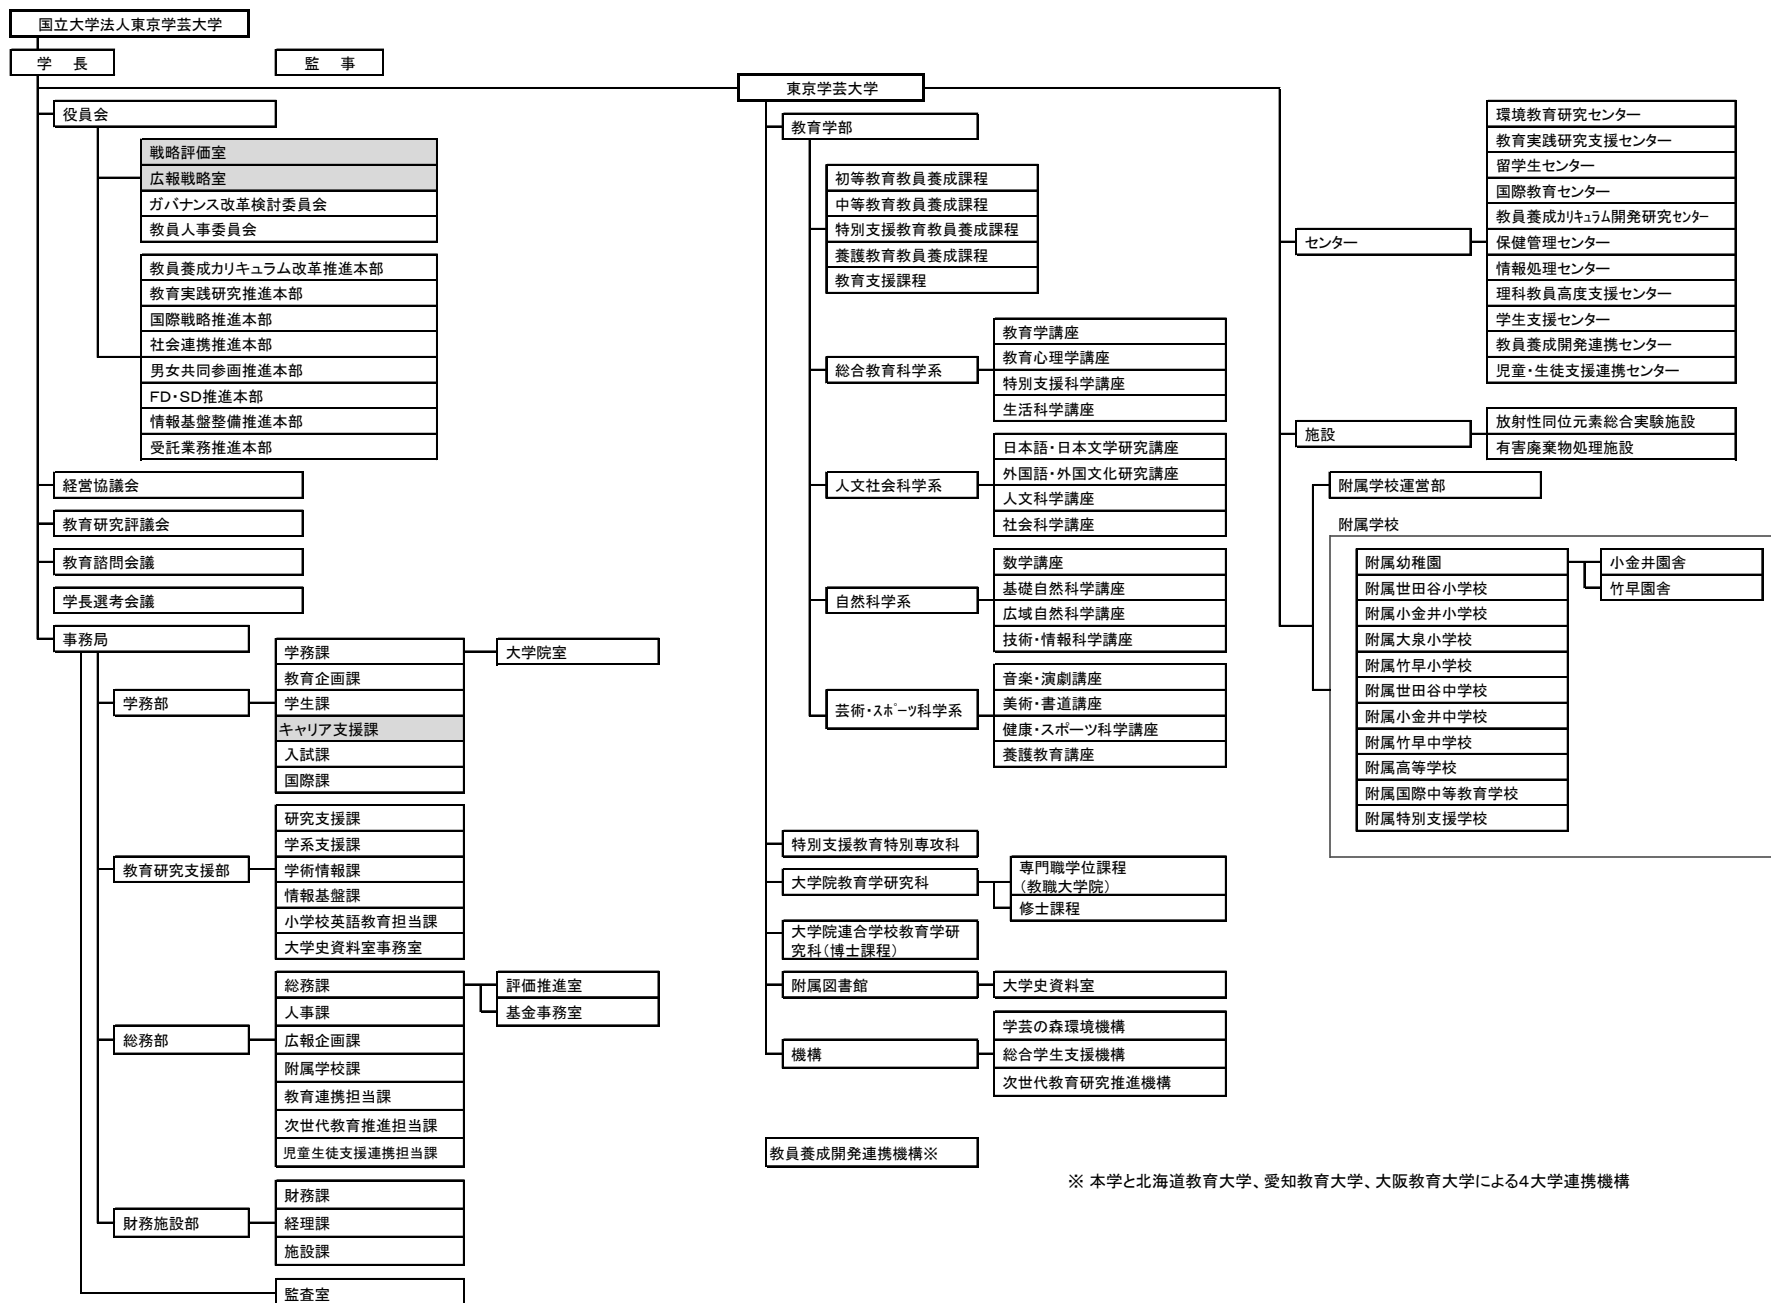 国立大学法人東京学芸大学
学　長
監　事
役員会
戦略評価室
広報戦略室
ガバナンス改革検討委員会
教員人事委員会
教員養成カリキュラム改革推進本部
教育実践研究推進本部
国際戦略推進本部
社会連携推進本部
男女共同参画推進本部
FD・SD推進本部
情報基盤整備推進本部
受託業務推進本部
経営協議会
教育研究評議会
教育諮問会議
学長選考会議
事務局
学務部
学務課
大学院室
教育企画課
学生課
キャリア支援課
入試課
国際課
教育研究支援部
研究支援課
学系支援課
学術情報課
情報基盤課
小学校英語教育担当課
大学史資料室事務室
総務部
総務課
評価推進室
基金事務室
人事課
広報企画課
附属学校課
教育連携担当課
次世代教育推進担当課
児童生徒支援連携担当課
財務施設部
財務課
経理課
施設課
監査室
東京学芸大学
教育学部
初等教育教員養成課程
中等教育教員養成課程
特別支援教育教員養成課程
養護教育教員養成課程
教育支援課程
総合教育科学系
教育学講座
教育心理学講座
特別支援科学講座
生活科学講座
人文社会科学系
日本語・日本文学研究講座
外国語・外国文化研究講座
人文科学講座
社会科学講座
自然科学系
数学講座
基礎自然科学講座
広域自然科学講座
技術・情報科学講座
芸術・ｽﾎﾟｰﾂ科学系
音楽・演劇講座
美術・書道講座
健康・スポーツ科学講座
養護教育講座
特別支援教育特別専攻科
大学院教育学研究科
専門職学位課程
（教職大学院）
修士課程
大学院連合学校教育学研
究科（博士課程）
附属図書館
大学史資料室
機構
学芸の森環境機構
総合学生支援機構
次世代教育研究推進機構
教員養成開発連携機構※
センター
環境教育研究センター
教育実践研究支援センター
留学生センター
国際教育センター
教員養成ｶﾘｷｭﾗﾑ開発研究ｾﾝﾀｰ
保健管理センター
情報処理センター
理科教員高度支援センター
学生支援センター
教員養成開発連携センター
児童・生徒支援連携センター
施設
放射性同位元素総合実験施設
有害廃棄物処理施設
附属学校運営部
附属学校
附属幼稚園
小金井園舎
竹早園舎
附属世田谷小学校
附属小金井小学校
附属大泉小学校
附属竹早小学校
附属世田谷中学校
附属小金井中学校
附属竹早中学校
附属高等学校
附属国際中等教育学校
附属特別支援学校
※ 本学と北海道教育大学、愛知教育大学、大阪教育大学による4大学連携機構